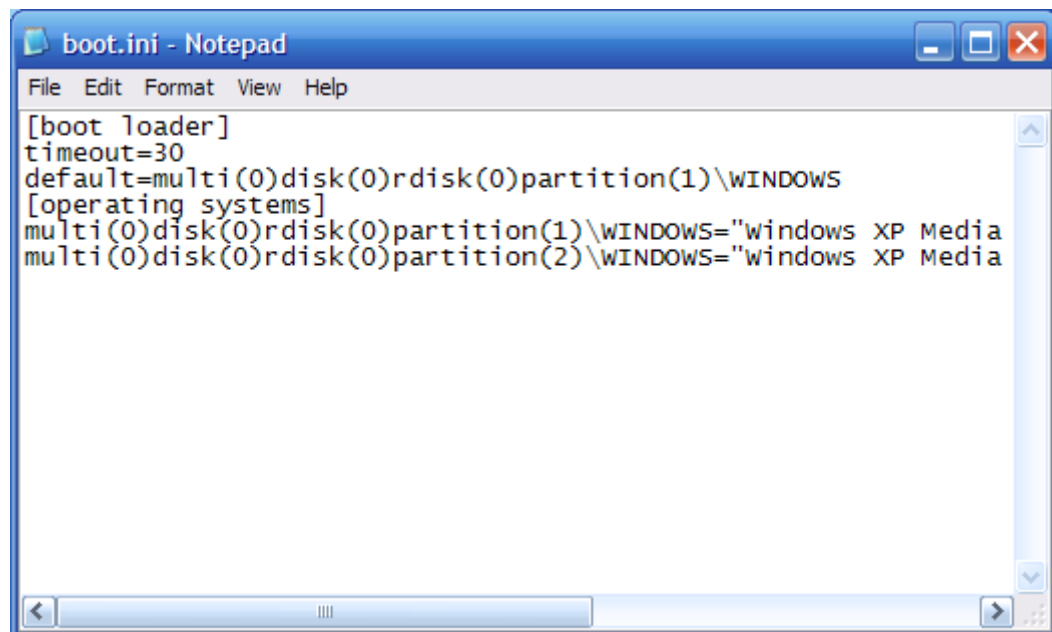 boot.ini - Notepad
File Edit Format View Help
[boot loader]
timeout=30
default=multi(0)disk(0)rdisk(0)partition(1)\WINDOWS
[operating systems]
multi(0)disk(0)rdisk(0)partition(1)\WINDOWS="Windows XP Media
multi(0)disk(0)rdisk(0)partition(2)\WINDOWS="Windows XP Media